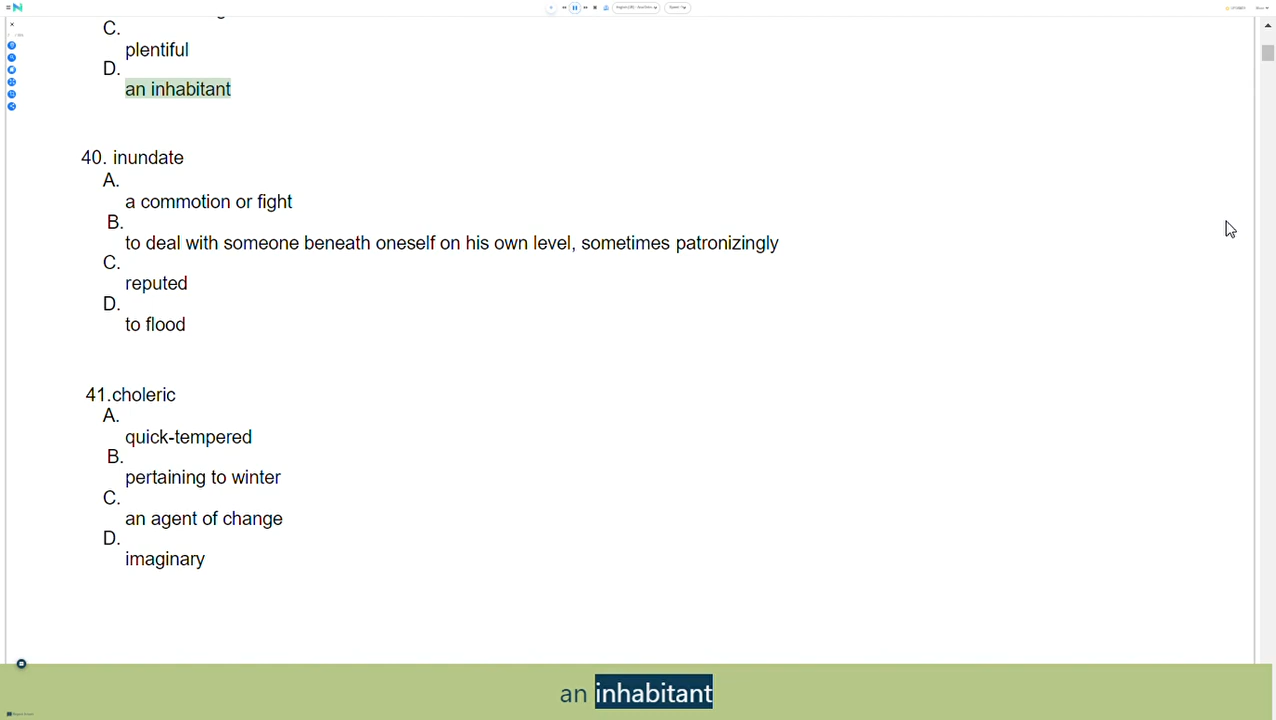 C.
plentiful
D.
an inhabitant
40. inundate
A.
a commotion or fight
B.
to deal with someone beneath oneself on his own level, sometimes patronizingly
C.
reputed
D.
to flood
41.choleric
A.
quick-tempered
B.
pertaining to winter
C.
an agent of change
D.
imaginary
an inhabitant